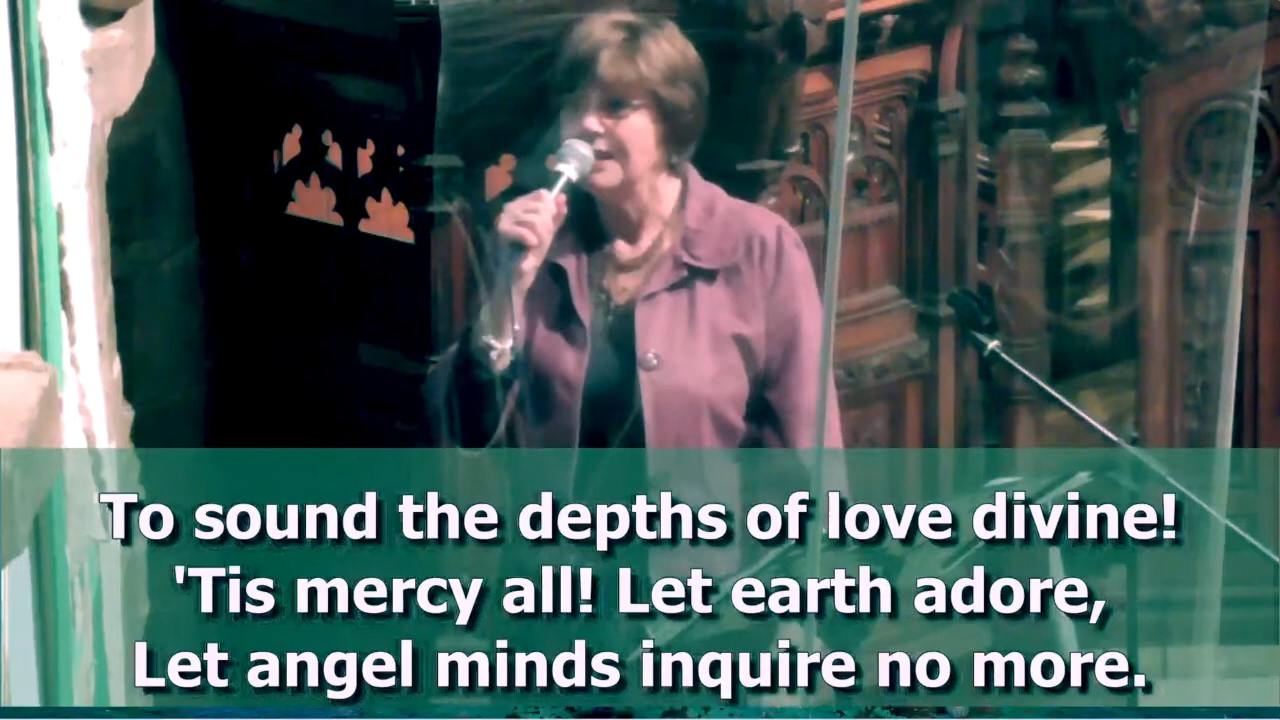 To sound the depths of love divine!
'Tis mercy all! Let earth adore,
Let angel minds inquire no more.